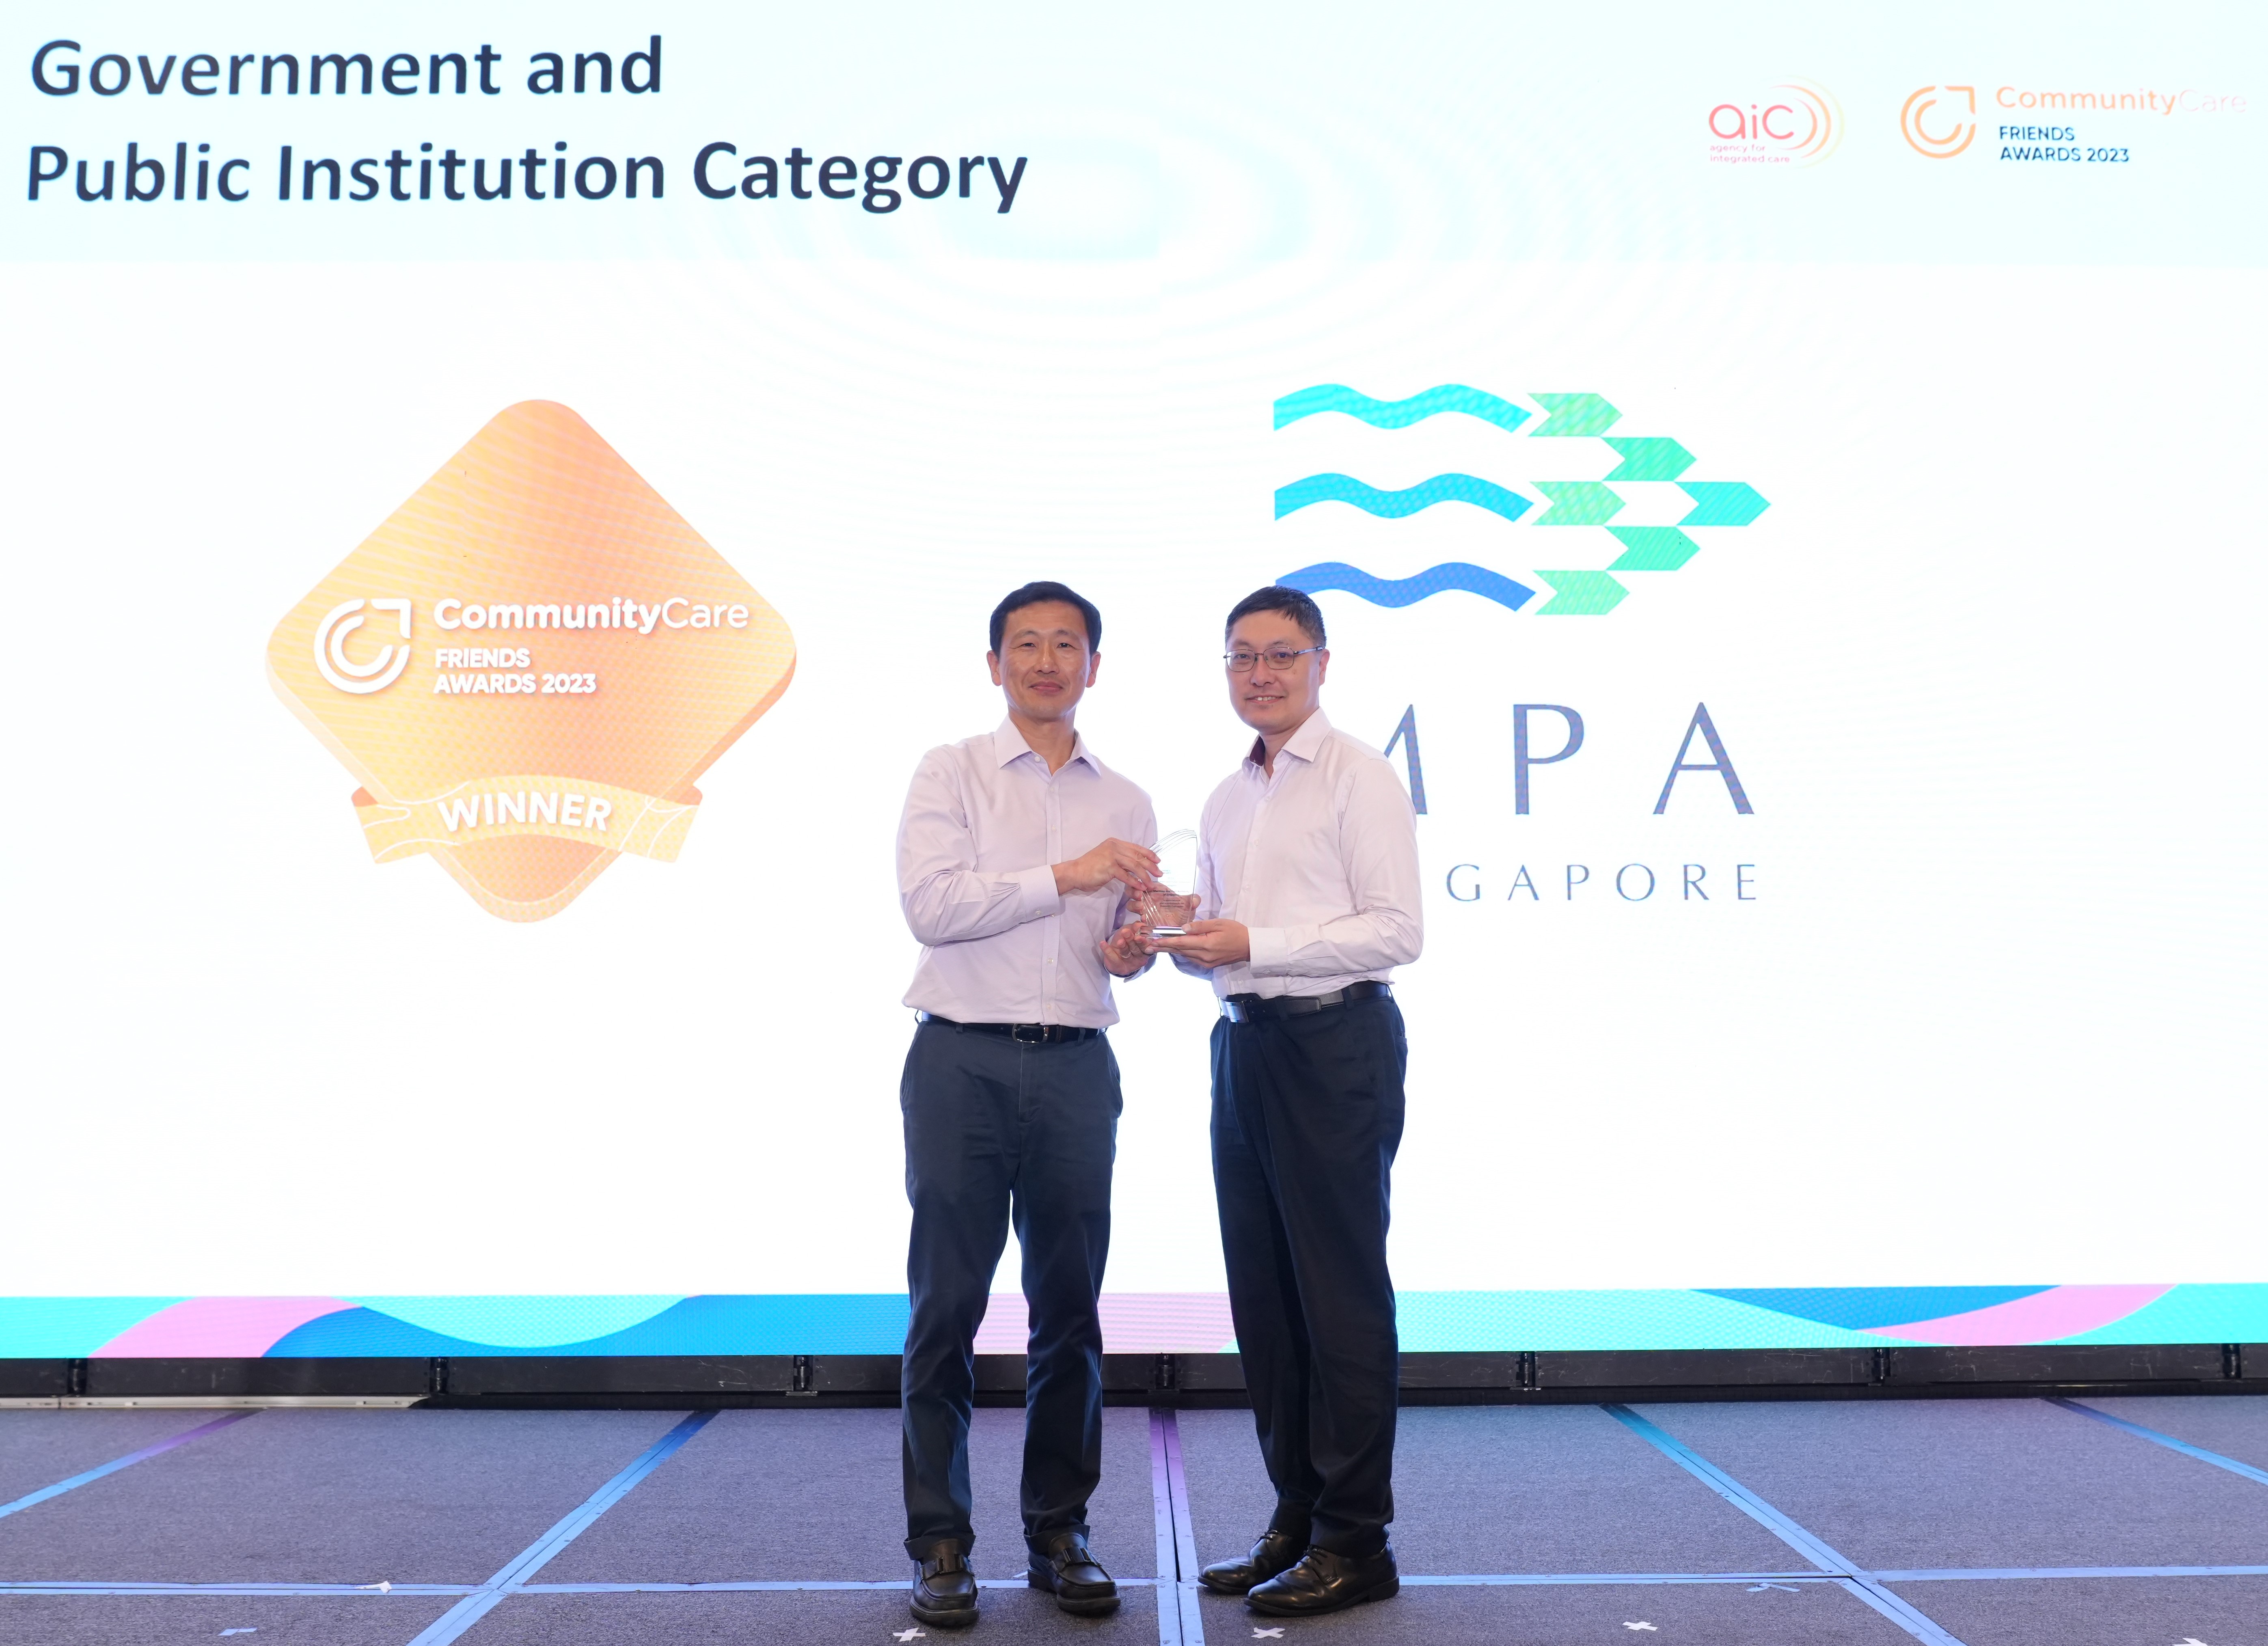 Government and
Public Institution Category
aic
agency for
integrated care
CommunityCare
FRIENDS
AWARDS 2023
CommunityCare
FRIENDS
AWARDS 2023
WINNER
MPA
GAPORE